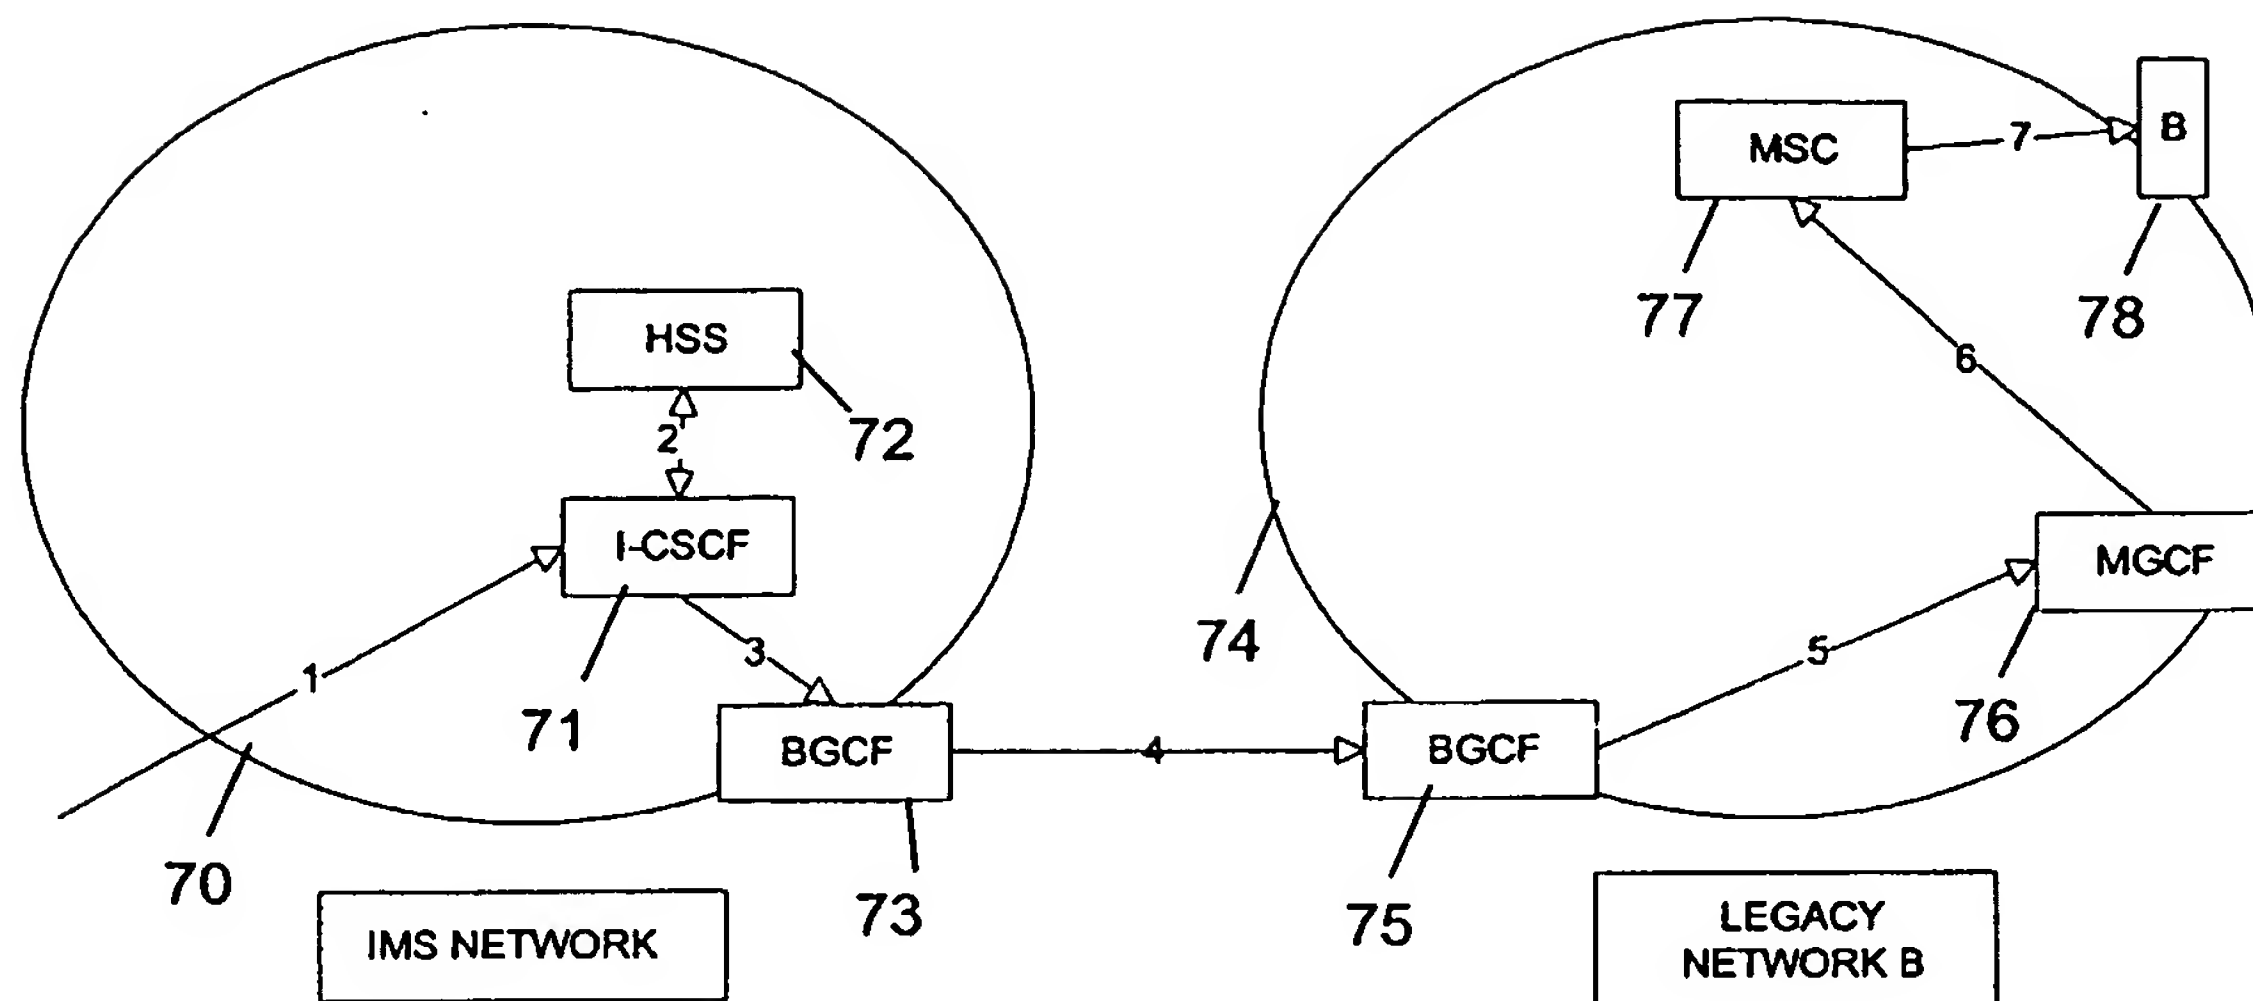 MSC
7
B
77
78
HSS
6
2
72
I-CSCF
MGCF
74
1
3
5
71
76
BGCF
4
BGCF
70
73
75
IMS NETWORK
LEGACY
NETWORK B